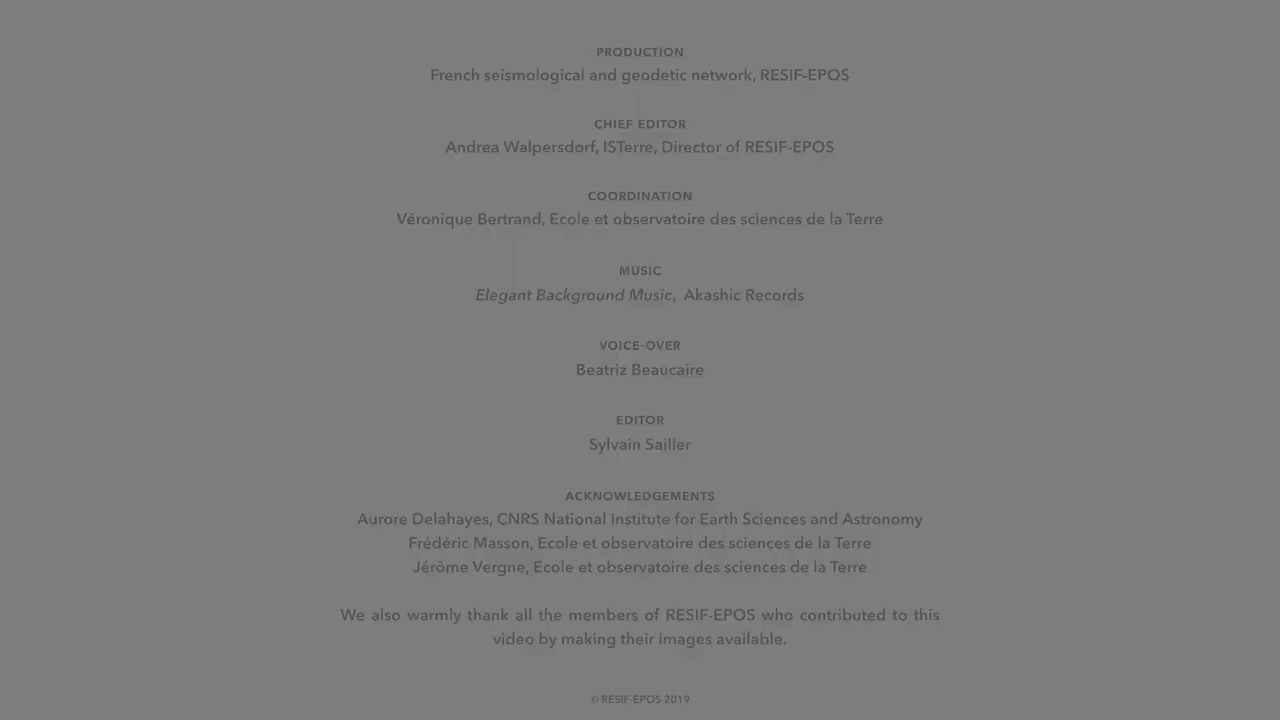 PRODUCTION
French seismological and geodetic network, RESIF-EPOS
CHIEF EDITOR
Andrea Walpersdorf, ISTerre, Director of RESIF-EPOS
COORDINATION
Véronique Bertrand, Ecole et observatoire des sciences de la Terre
MUSIC
Elegant Background Music, Akashic Records
VOICE-OVER
Beatriz Beaucaire
EDITOR
Sylvain Sailler
ACKNOWLEDGEMENTS
Aurore Delahayes, CNRS National Institute for Earth Sciences and Astronomy
Frédéric Masson, Ecole et observatoire des sciences de la Terre
Jérôme Vergne, Ecole et observatoire des sciences de la Terre
We also warmly thank all the members of RESIF-EPOS who contributed to this
video by making their images available.
© RESIF-EPOS 2019